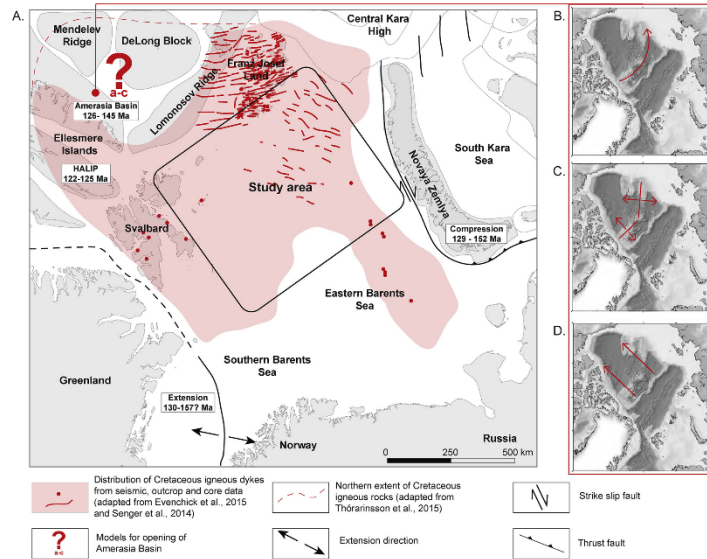 A.
Mendelev
Ridge
DeLong Block
Central Kara
High
?
a-c
Amerasia Basin
126- 145 Ma
Lomonosov Ridge
Franz Josef
Land
Ellesmere
Islands
HALIP
122-125 Ma
South Kara
Sea
Novaya Zemlya
Study area
Svalbard
Compression
129 - 152 Ma
Eastern Barents
Sea
Southern Barents
Sea
Greenland
Extension
130-157? Ma
Norway
Russia
0 250 500 km
B.
C.
D.
Distribution of Cretaceous igneous dykes
from seismic, outcrop and core data
(adapted from Evenchick et al., 2015
and Senger et al., 2014)
Northern extent of Cretaceous
igneous rocks (adapted from
Thórarinsson et al., 2015)
Strike slip fault
?
a-c
Models for opening of
Amerasia Basin
Extension direction
Thrust fault